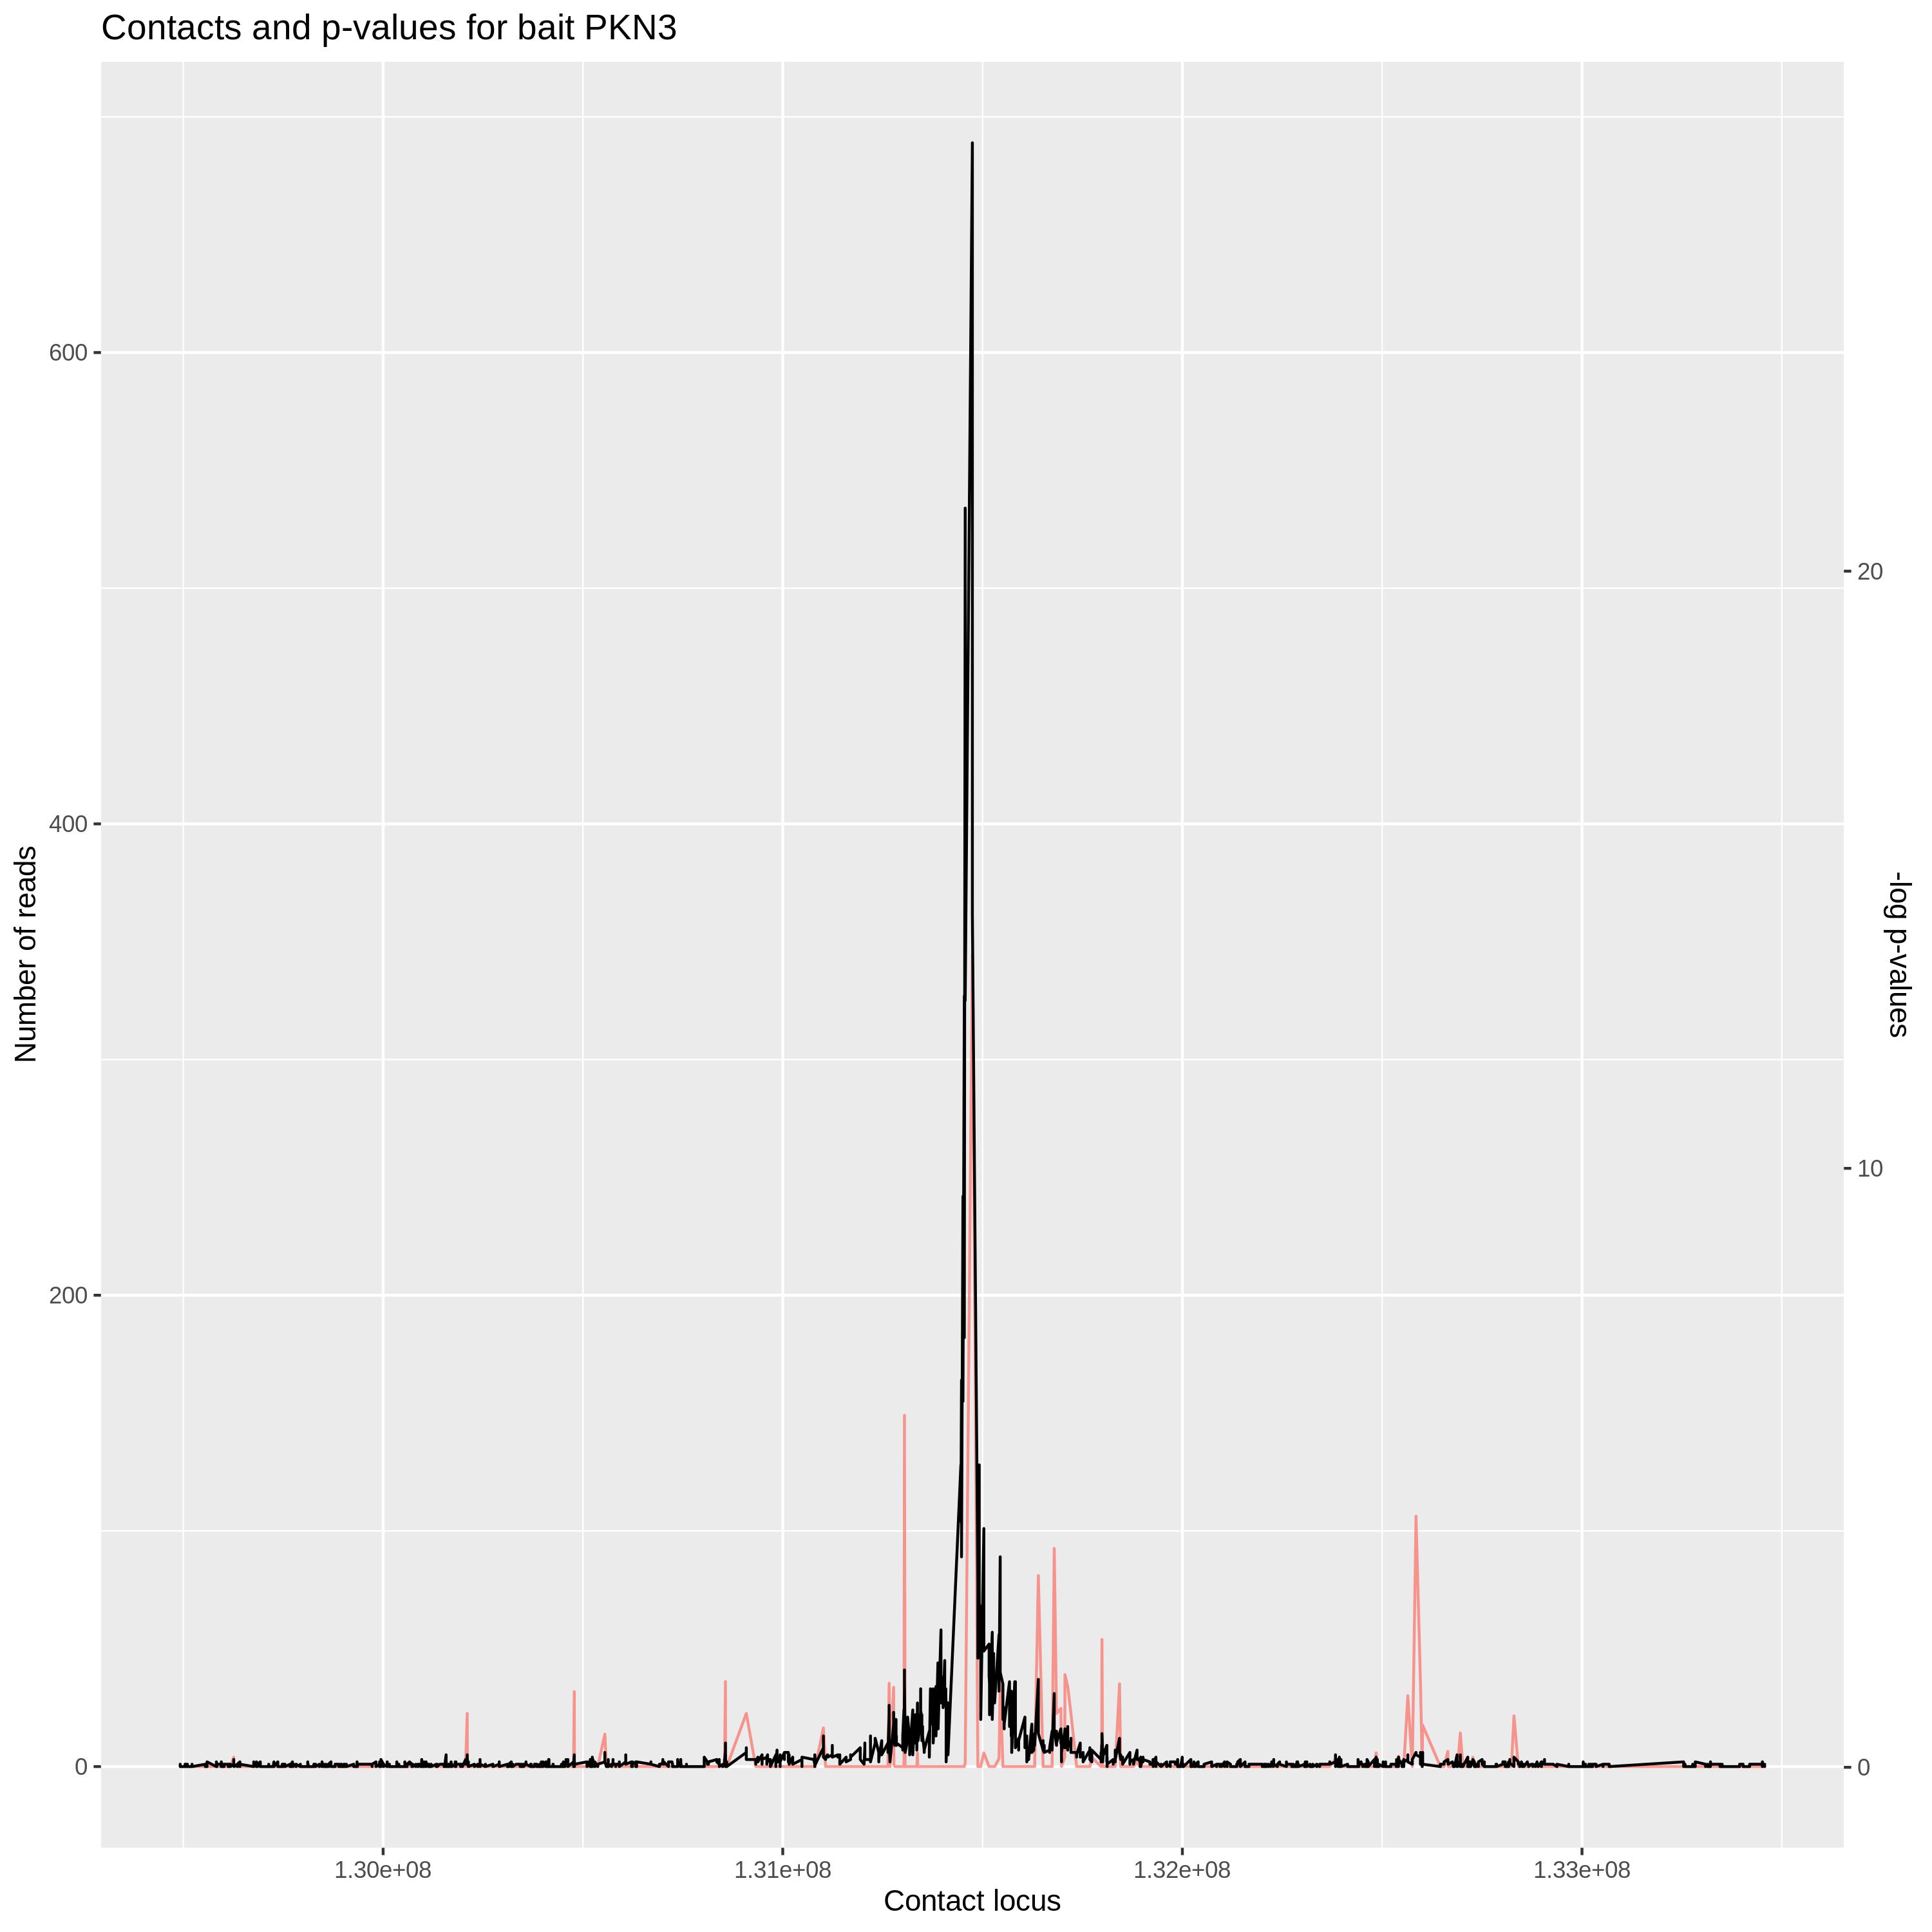 Contacts and p-values for bait PKN3
600
400
200
0
Number of reads
20
10
0
-log p-values
1.30e+08
1.31e+08
1.32e+08
1.33e+08
Contact locus